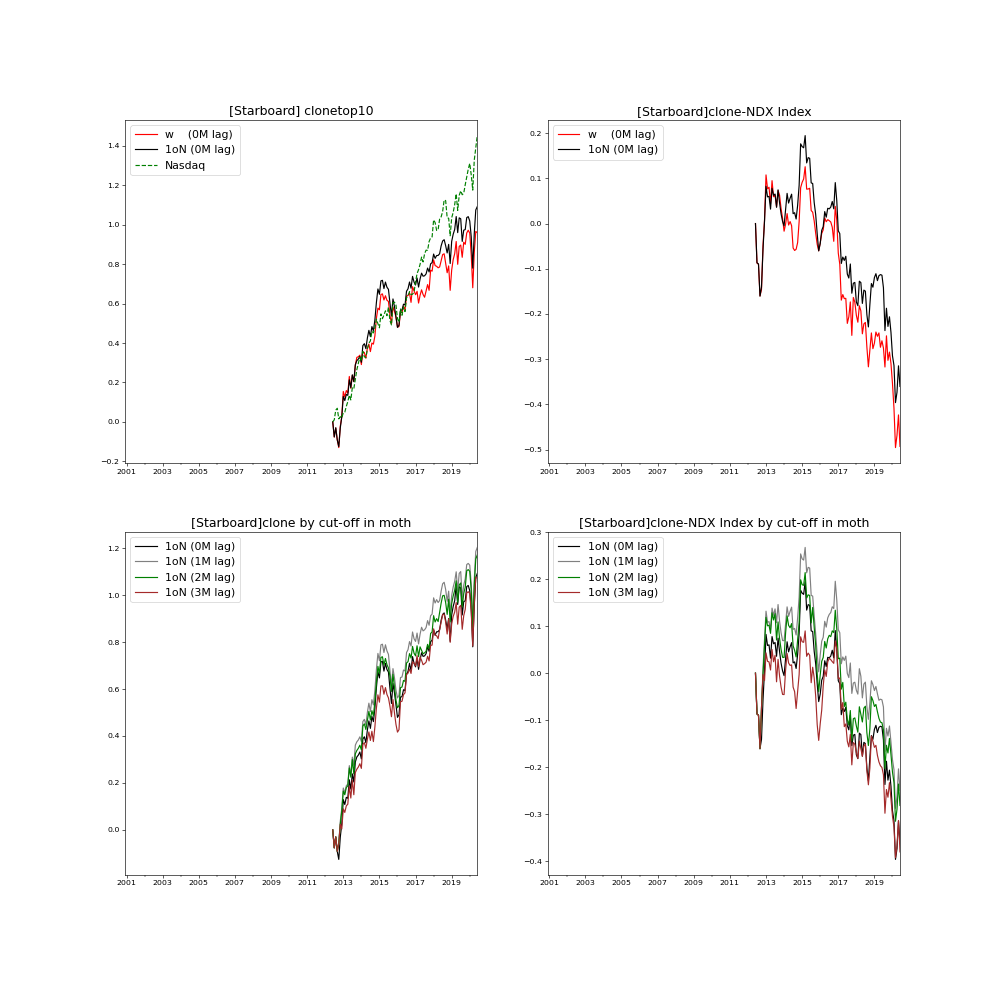 [Starboard] clonetop10
w (0M lag)
1oN (0M lag)
Nasdaq
1.4
1.2
1.0
0.8
0.6
0.4
0.2
0.0
−0.2
2001 2003 2005 2007 2009 2011 2013 2015 2017 2019
[Starboard]clone-NDX Index
w (0M lag)
1oN (0M lag)
0.2
0.1
0.0
−0.1
−0.2
−0.3
−0.4
−0.5
2001 2003 2005 2007 2009 2011 2013 2015 2017 2019
[Starboard]clone by cut-off in moth
1oN (0M lag)
1oN (1M lag)
1oN (2M lag)
1oN (3M lag)
1.2
1.0
0.8
0.6
0.4
0.2
0.0
2001 2003 2005 2007 2009 2011 2013 2015 2017 2019
[Starboard]clone-NDX Index by cut-off in moth
1oN (0M lag)
1oN (1M lag)
1oN (2M lag)
1oN (3M lag)
0.3
0.2
0.1
0.0
−0.1
−0.2
−0.3
−0.4
2001 2003 2005 2007 2009 2011 2013 2015 2017 2019